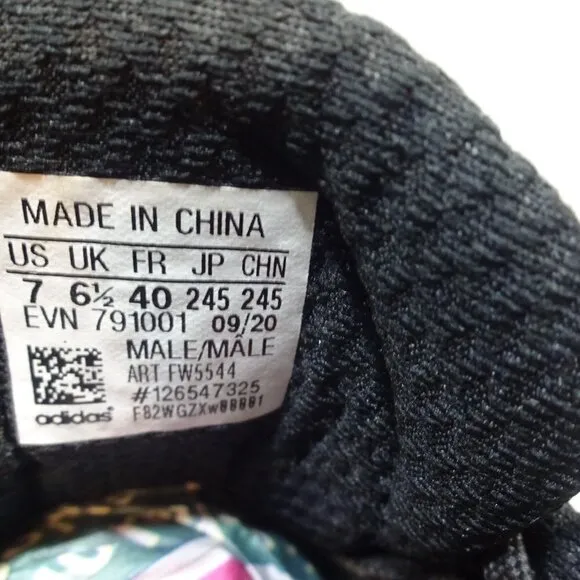 MADE IN CHINA
US UK FR JP CHN
7 6½ 40 245 245
EVN 791001 09/20
MALE/MÂLE
ART FW5544
#126547325
adidas